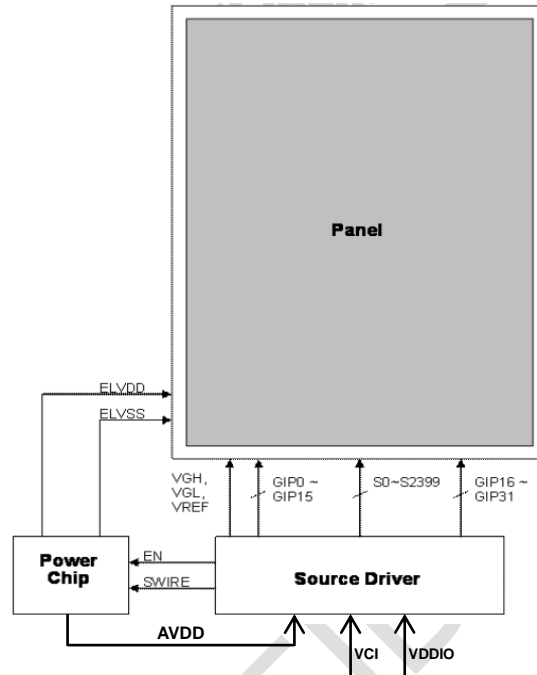 Panel
ELVDD
ELVSS
VGH,
VGL,
VREF
GIP0 ~
GIP15
S0~S2399
GIP16 ~
GIP31
Power
Chip
EN
SWIRE
Source Driver
AVDD
VCI
VDDIO